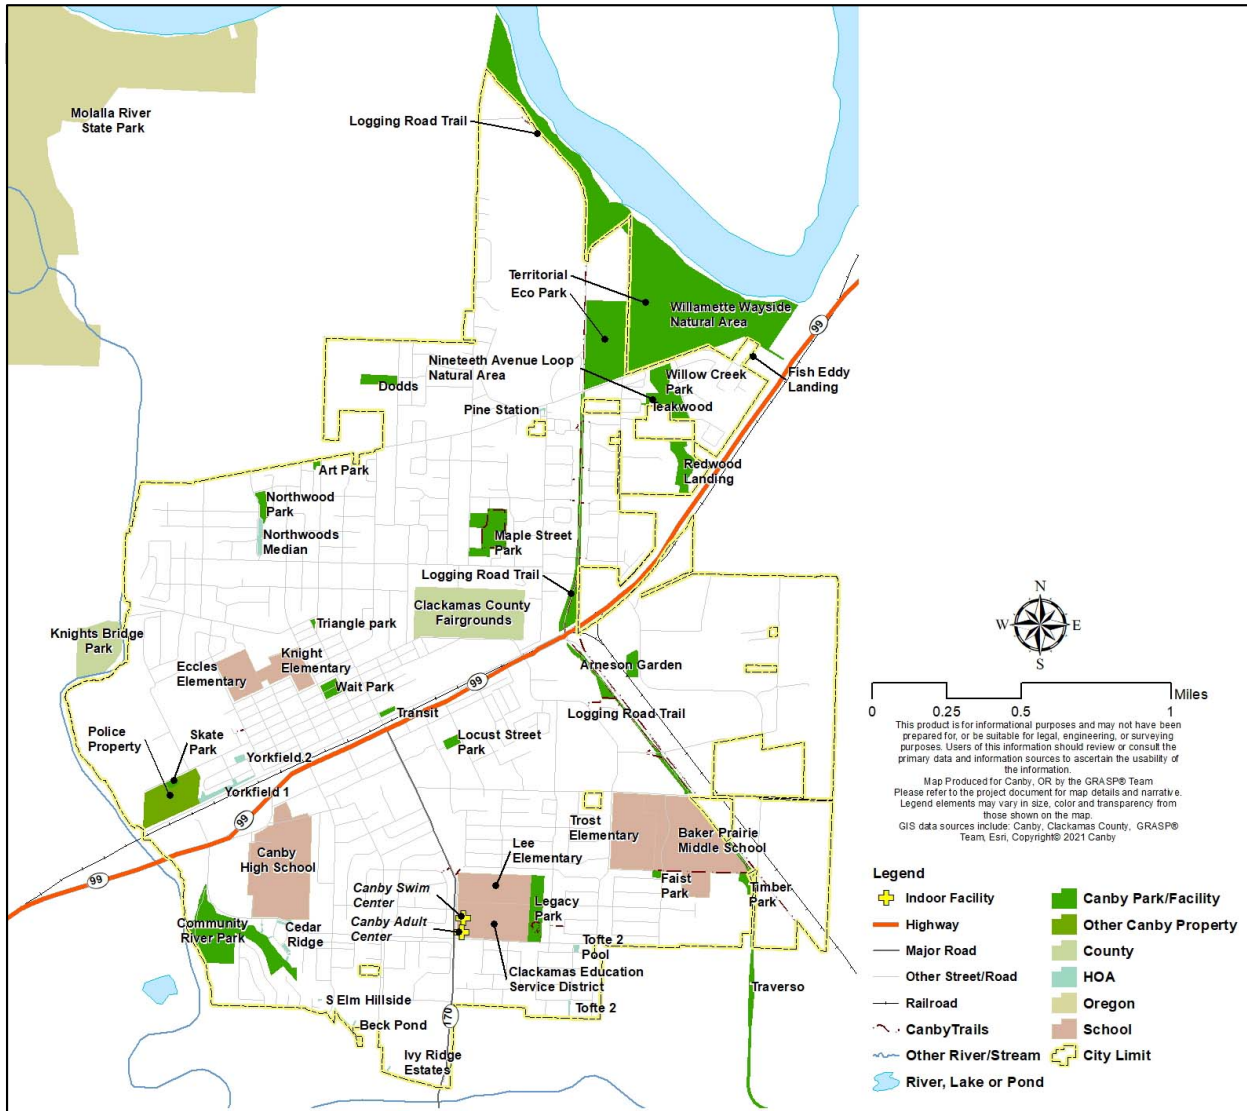 Molalla River
State Park
Logging Road Trail
Territorial
Eco Park
Willamette Wayside
Natural Area
99
Nineteeth Avenue Loop
Natural Area
Willow Creek
Park
Fish Eddy
Landing
Dodds
Teakwood
Pine Station
Art Park
Redwood
Landing
Northwood
Park
Northwoods
Median
Maple Street
Park
Logging Road Trail
Clackamas County
Fairgrounds
Triangle park
Knights Bridge
Park
Eccles
Elementary
Knight
Elementary
Arneson Garden
Wait Park
99
Transit
Logging Road Trail
Police
Property
Skate
Park
Locust Street
Park
Yorkfield 2
Yorkfield 1
99
Trost
Elementary
Baker Prairie
Middle School
Canby
High School
Lee
Elementary
99
Canby Swim
Center
Canby Adult
Center
Faist
Park
Timber
Park
Legacy
Park
Community
River Park
Cedar
Ridge
Tofte 2
Pool
Clackamas Education
Service District
Traverso
S Elm Hillside
Tofte 2
Beck Pond
170
Ivy Ridge
Estates
N
W
E
S
Miles
0 0.25 0.5 1
This product is for informational purposes and may not have been
prepared for, or be suitable for legal, engineering, or surveying
purposes. Users of this information should review or consult the
primary data and information sources to ascertain the usability of
the information.
Map Produced for Canby, OR by the GRASP® Team
Please refer to the project document for map details and narrative.
Legend elements may vary in size, color and transparency from
those shown on the map.
GIS data sources include: Canby, Clackamas County, GRASP®
Team, Esri, Copyright© 2021 Canby
Legend
Indoor Facility
Highway
Major Road
Other Street/Road
Railroad
CanbyTrails
Other River/Stream
River, Lake or Pond
Canby Park/Facility
Other Canby Property
County
HOA
Oregon
School
City Limit